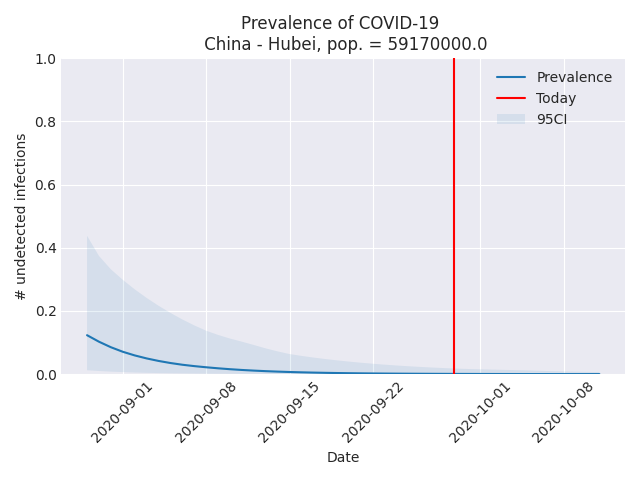 Prevalence of COVID-19
China - Hubei, pop. = 59170000.0
1.0
0.8
0.6
0.4
0.2
0.0
# undetected infections
Prevalence
Today
95CI
2020-09-01
2020-09-08
2020-09-15
2020-09-22
2020-10-01
2020-10-08
Date